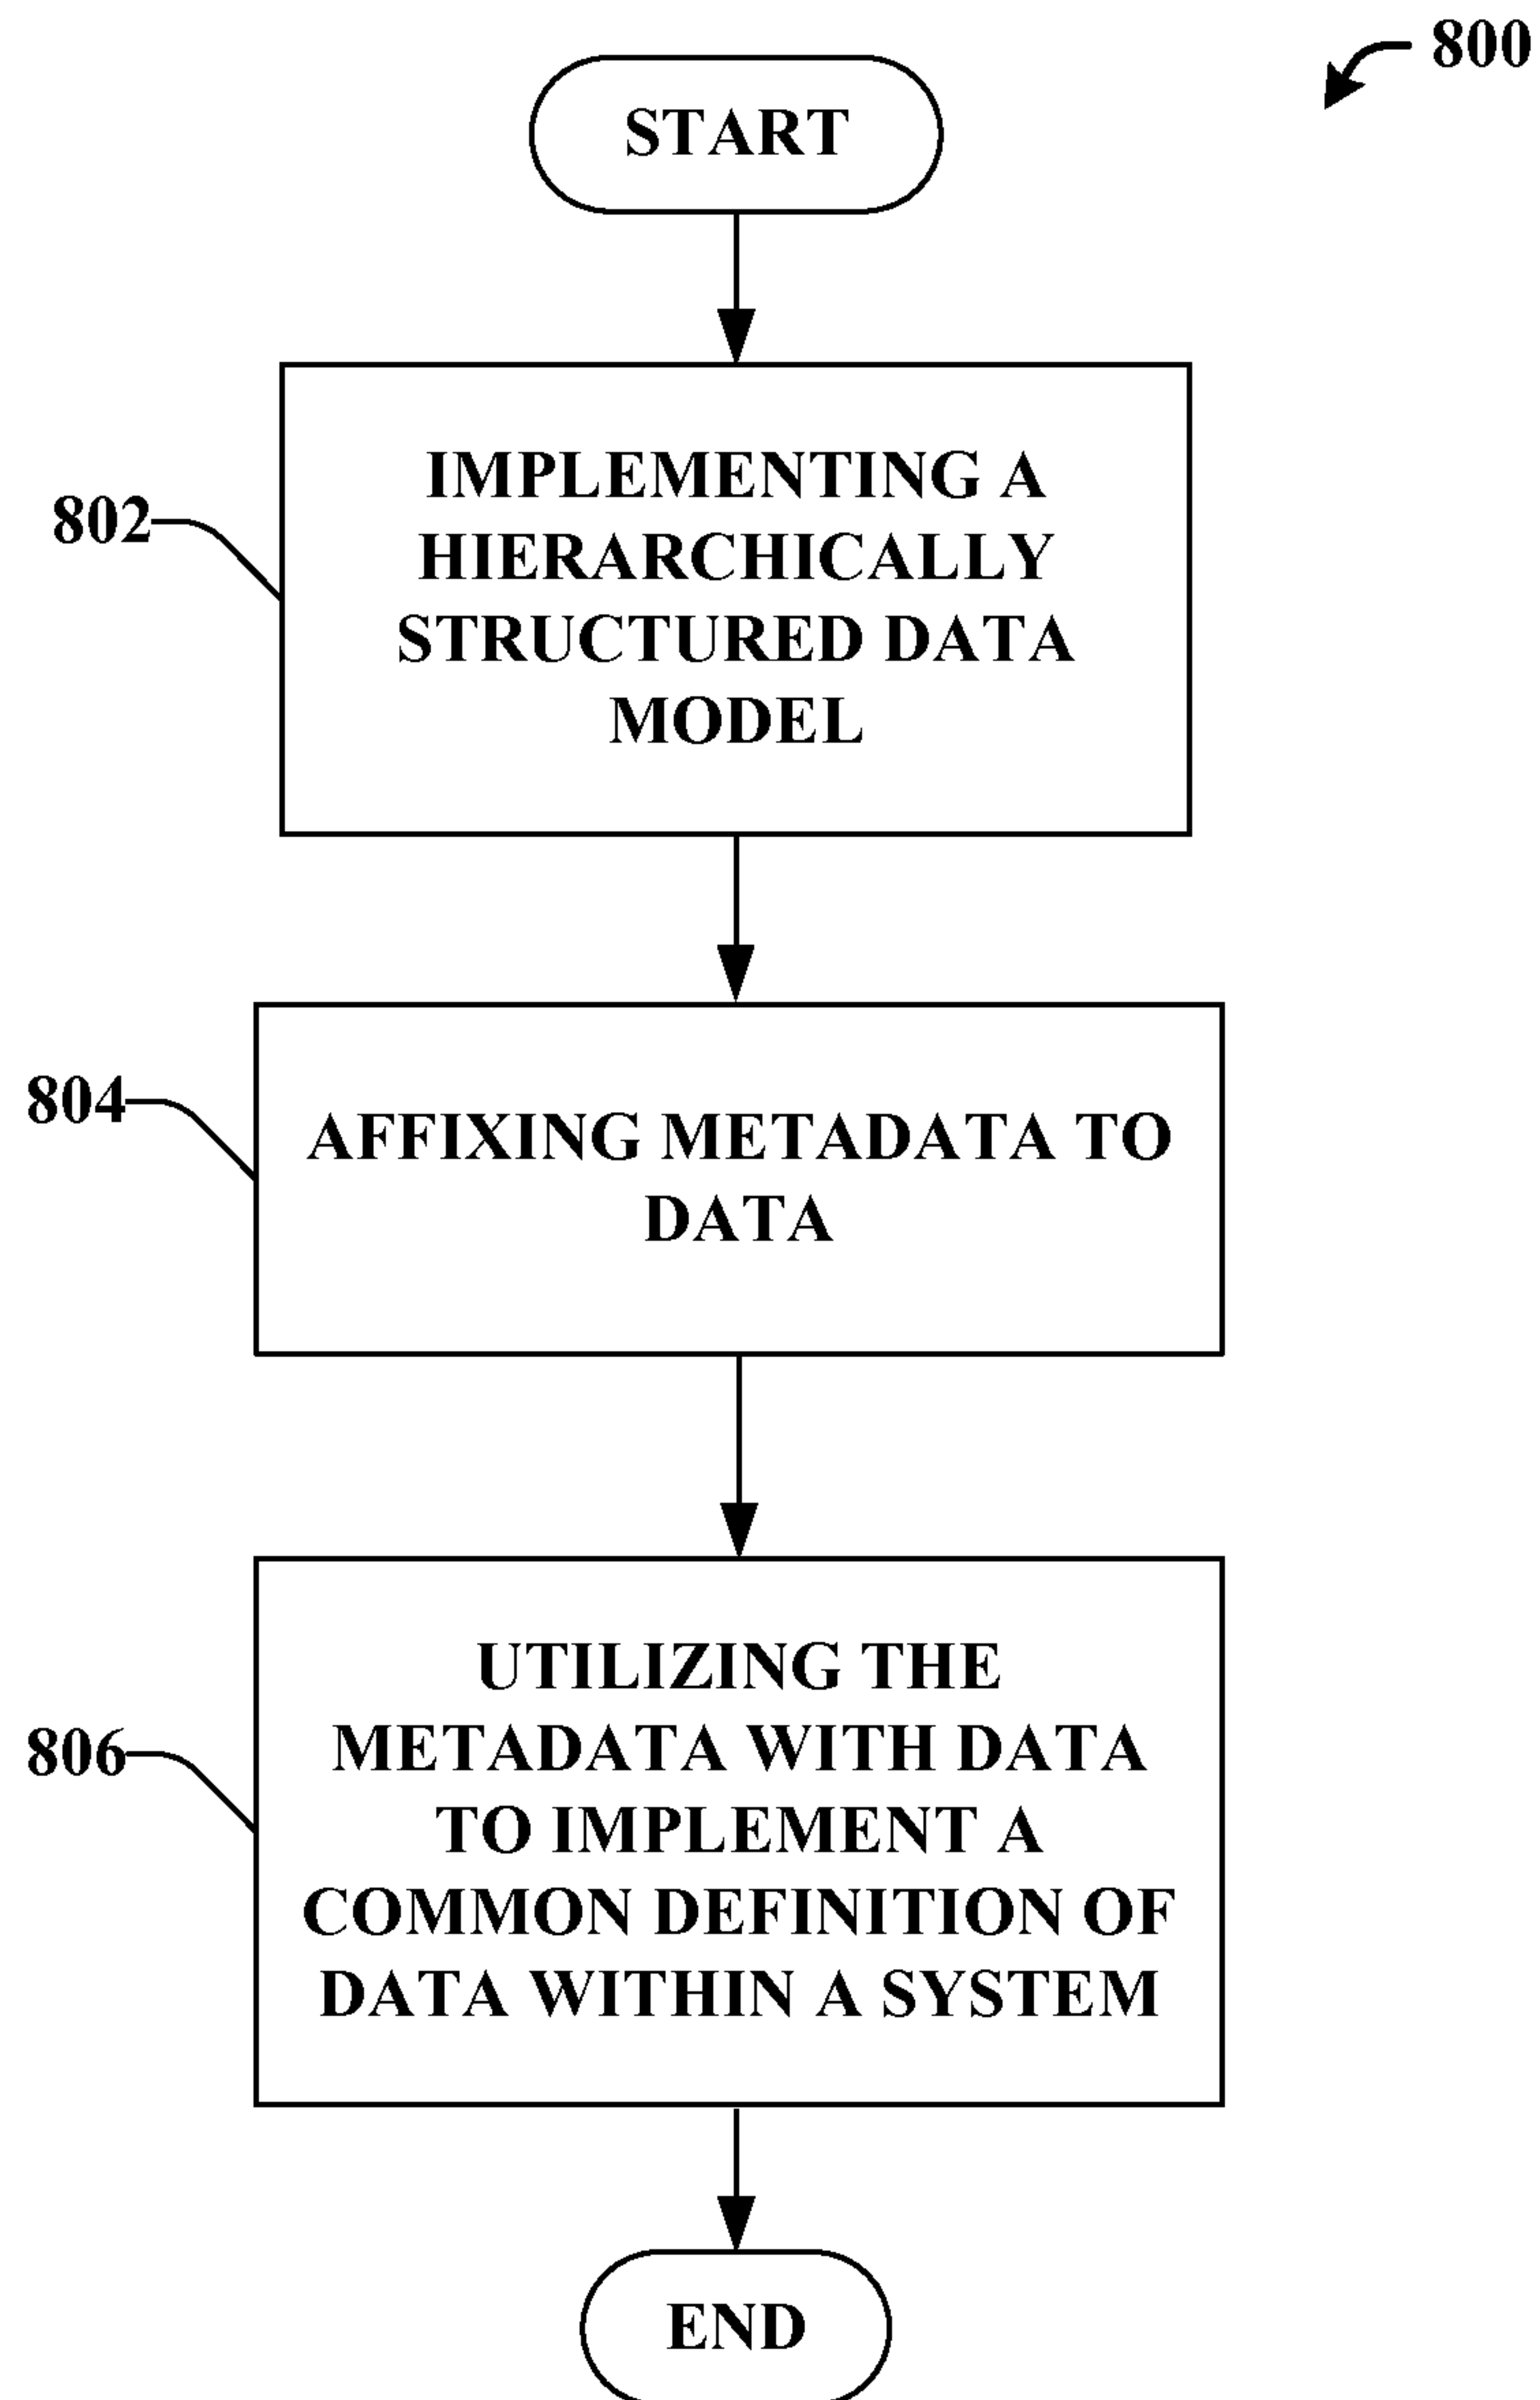 800
START
802
IMPLEMENTING A
HIERARCHICALLY
STRUCTURED DATA
MODEL
804
AFFIXING METADATA TO
DATA
806
UTILIZING THE
METADATA WITH DATA
TO IMPLEMENT A
COMMON DEFINITION OF
DATA WITHIN A SYSTEM
END